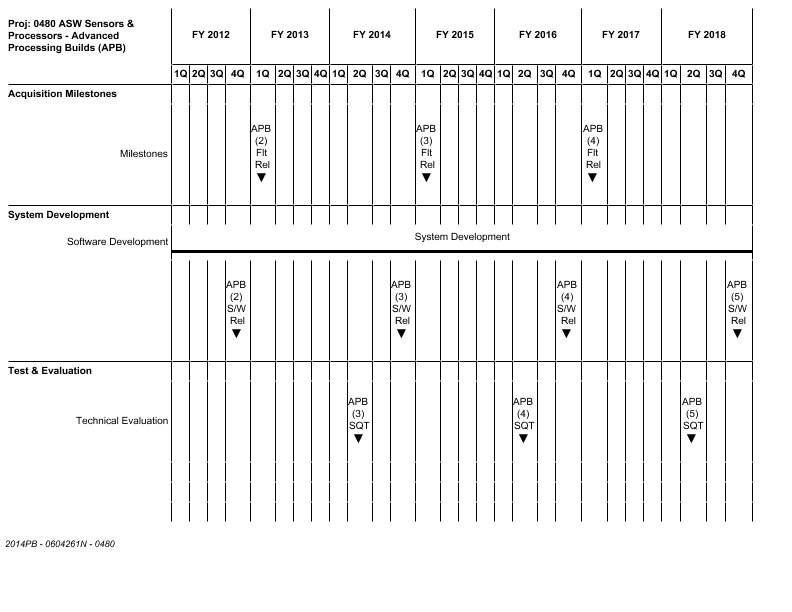 Proj: 0480 ASW Sensors &
Processors - Advanced
Processing Builds (APB)
FY 2012 FY 2013 FY 2014 FY 2015 FY 2016 FY 2017 FY 2018
1Q 2Q 3Q 4Q 1Q 2Q 3Q 4Q 1Q 2Q 3Q 4Q 1Q 2Q 3Q 4Q 1Q 2Q 3Q 4Q 1Q 2Q 3Q 4Q 1Q 2Q 3Q 4Q
Acquisition Milestones
Milestones
APB
(2)
Flt
Rel
APB
(3)
Flt
Rel
APB
(4)
Flt
Rel
System Development
Software Development
System Development
APB
(2)
S/W
Rel
APB
(3)
S/W
Rel
APB
(4)
S/W
Rel
APB
(5)
S/W
Rel
Test & Evaluation
Technical Evaluation
APB
(3)
SQT
APB
(4)
SQT
APB
(5)
SQT
2014PB - 0604261N - 0480